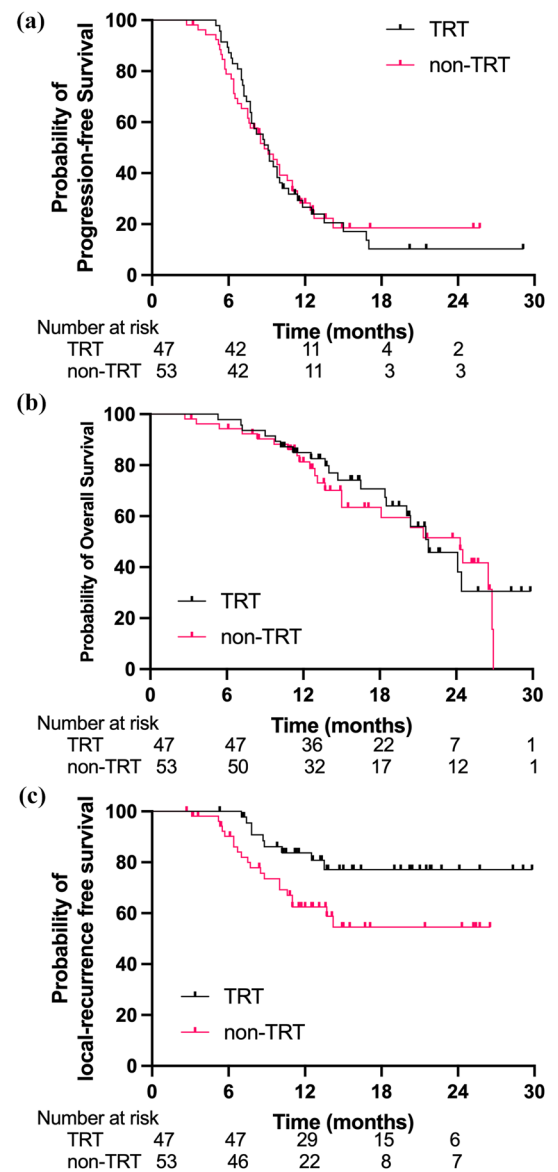 (a)
TRT
non-TRT
Probability of
Progression-free Survival
100
80
60
40
20
0
0 6 12 18 24 30
Time (months)
Number at risk
TRT 47 42 11 4 2
non-TRT 53 42 11 3 3
(b)
Probability of Overall Survival
100
80
60
40
20
0
TRT
non-TRT
0 6 12 18 24 30
Time (months)
Number at risk
TRT 47 47 36 22 7 1
non-TRT 53 50 32 17 12 1
(c)
Probability of
local-recurrence free survival
100
80
60
40
20
0
TRT
non-TRT
0 6 12 18 24 30
Time (months)
Number at risk
TRT 47 47 29 15 6
non-TRT 53 46 22 8 7